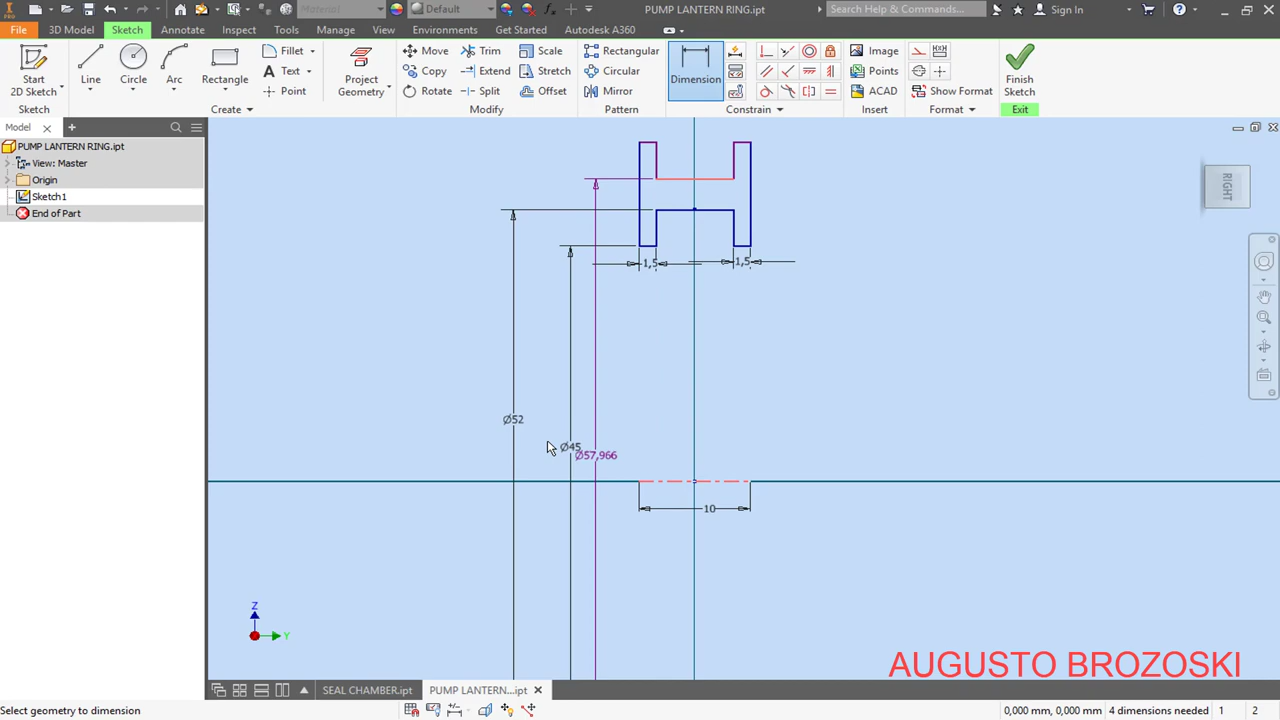 Material
Default
PUMP LANTERN RING.ipt
Search Help & Commands...
Sign In
PRO
File
3D Model
Sketch
Annotate
Inspect
Tools
Manage
View
Environments
Get Started
Autodesk A360
Start
2D Sketch
Line
Circle
Arc
Rectangle
Fillet
Text
Point
Project
Geometry
Move
Copy
Rotate
Trim
Extend
Split
Scale
Stretch
Offset
Rectangular
Circular
Mirror
Dimension
Image
Points
ACAD
Show Format
Finish
Sketch
Sketch
Create
Modify
Pattern
Constrain
Insert
Format
Exit
Model
PUMP LANTERN RING.ipt
View: Master
Origin
Sketch1
End of Part
RIGHT
1,5
1,5
Ø52
Ø45
Ø57,966
10
Z
Y
AUGUSTO BROZOSKI
SEAL CHAMBER.ipt
PUMP LANTERN...ipt
Select geometry to dimension
0,000 mm, 0,000 mm
4 dimensions needed
1
2